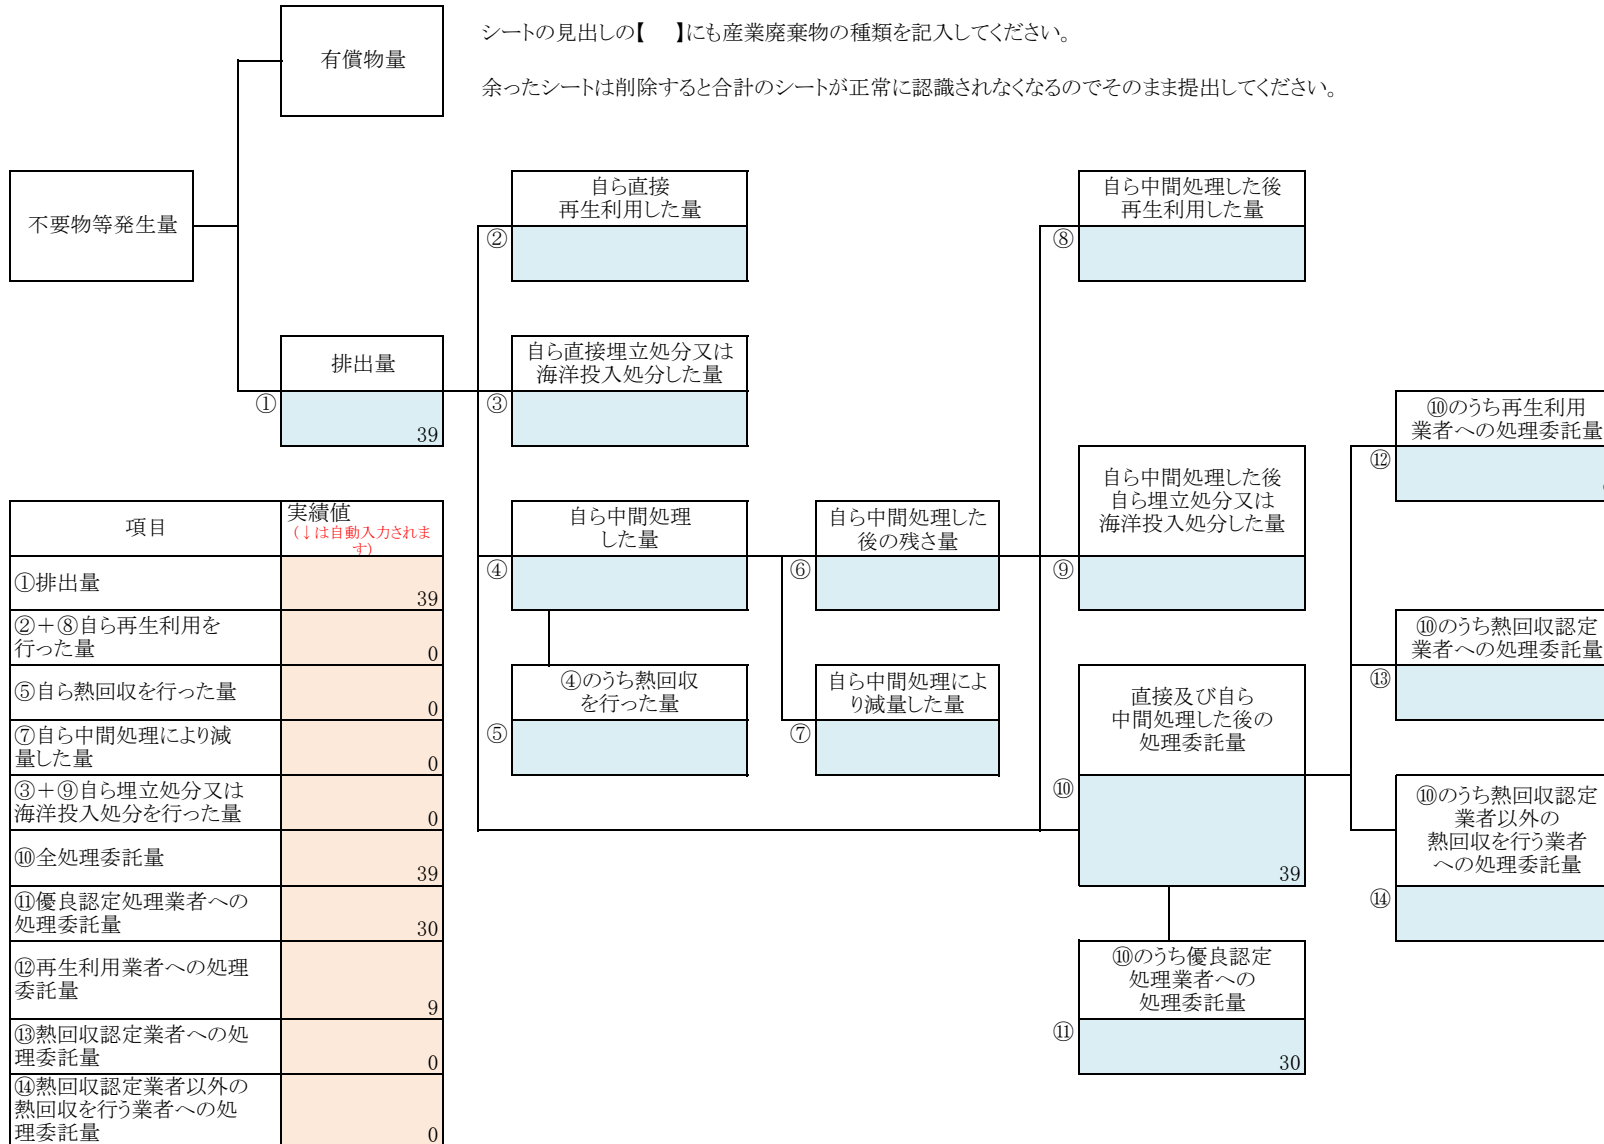 有償物量
シートの見出しの【　】にも産業廃棄物の種類を記入してください。
余ったシートは削除すると合計のシートが正常に認識されなくなるのでそのまま提出してください。
不要物等発生量
自ら直接
再生利用した量
②
自ら中間処理した後
再生利用した量
⑧
排出量
①
39
自ら直接埋立処分又は
海洋投入処分した量
③
⑩のうち再生利用
業者への処理委託量
⑫
自ら中間処理
した量
④
自ら中間処理した
後の残さ量
⑥
自ら中間処理した後
自ら埋立処分又は
海洋投入処分した量
⑨
④のうち熱回収
を行った量
⑤
自ら中間処理によ
り減量した量
⑦
直接及び自ら
中間処理した後の
処理委託量
⑩
39
⑩のうち熱回収認定
業者への処理委託量
⑬
⑩のうち熱回収認定
業者以外の
熱回収を行う業者
への処理委託量
⑭
⑩のうち優良認定
処理業者への
処理委託量
⑪
30
項目
実績値
(↓は自動入力されま
す)
①排出量
39
②＋⑧自ら再生利用を
行った量
0
⑤自ら熱回収を行った量
0
⑦自ら中間処理により減
量した量
0
③＋⑨自ら埋立処分又は
海洋投入処分を行った量
0
⑩全処理委託量
39
⑪優良認定処理業者への
処理委託量
30
⑫再生利用業者への処理
委託量
9
⑬熱回収認定業者への処
理委託量
0
⑭熱回収認定業者以外の
熱回収を行う業者への処
理委託量
0